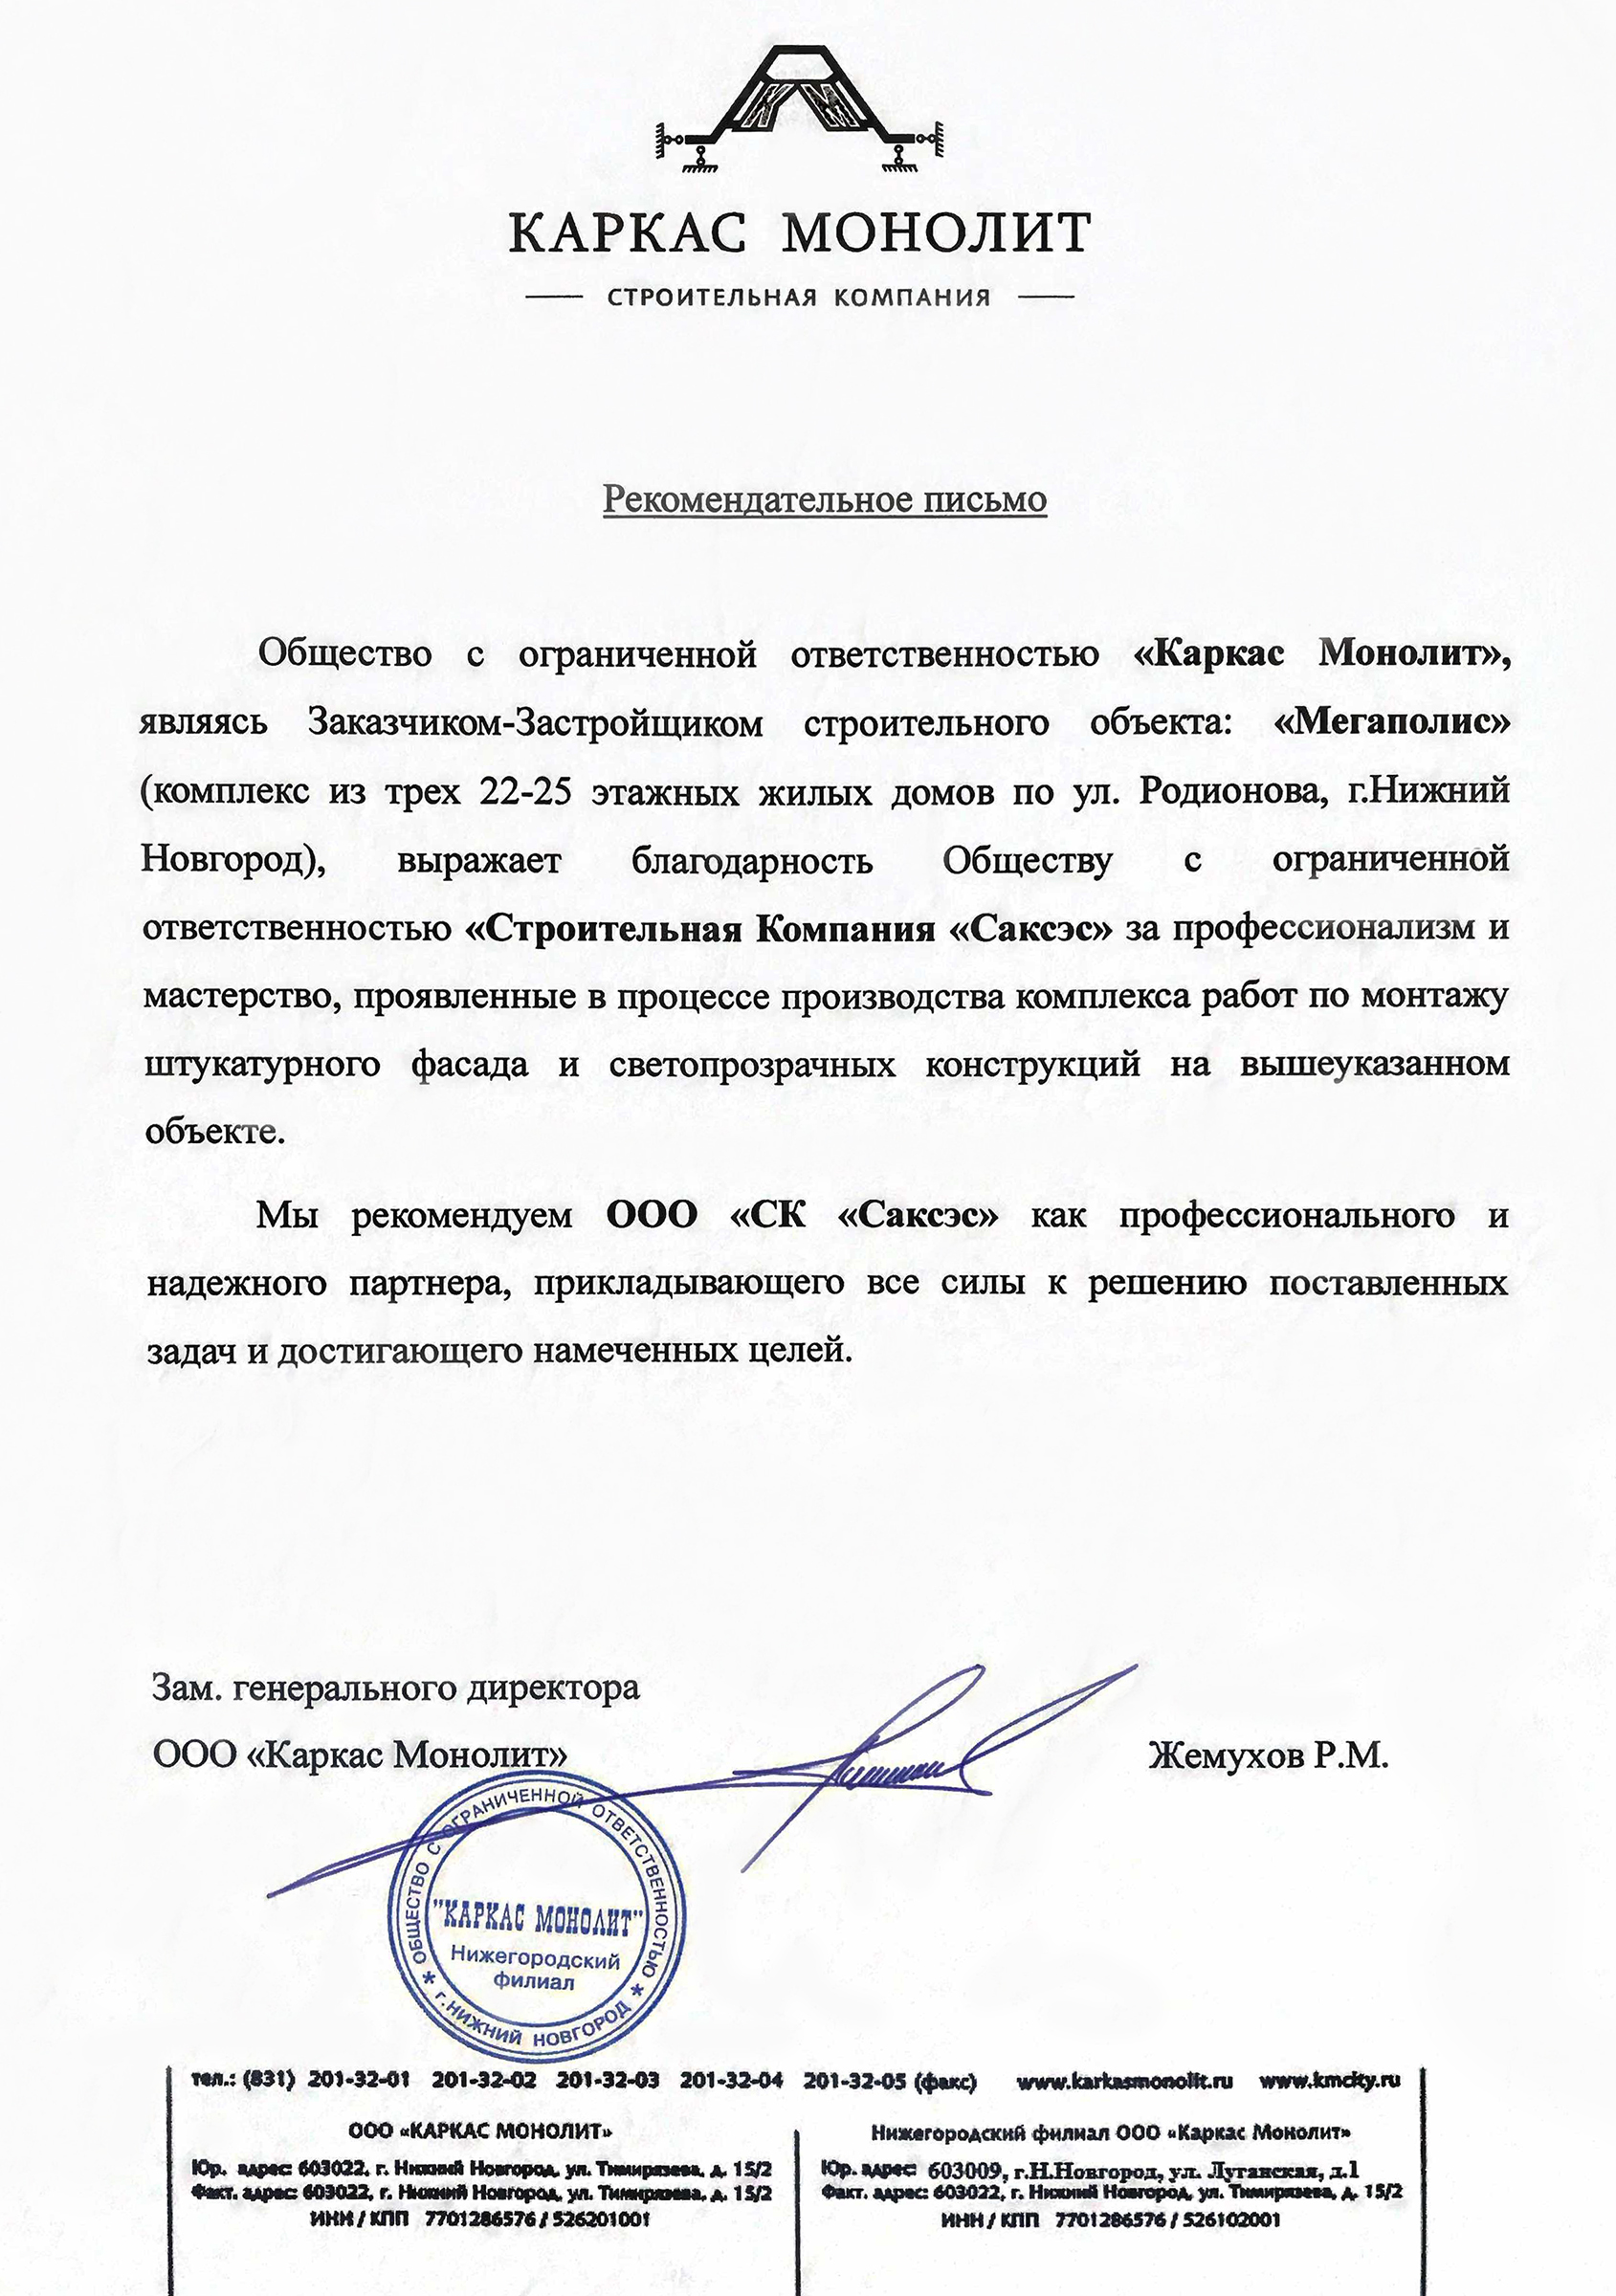 КМ
КАРКАС МОНОЛИТ
СТРОИТЕЛЬНАЯ КОМПАНИЯ
Рекомендательное письмо
Общество с ограниченной ответственностью «Каркас Монолит»,
являясь Заказчиком-Застройщиком строительного объекта: «Мегаполис»
(комплекс из трех 22-25 этажных жилых домов по ул. Родионова, г.Нижний
Новгород), выражает благодарность Обществу с ограниченной
ответственностью «Строительная Компания «Саксэс» за профессионализм и
мастерство, проявленные в процессе производства комплекса работ по монтажу
штукатурного фасада и светопрозрачных конструкций на вышеуказанном
объекте.
Мы рекомендуем ООО «СК «Саксэс» как профессионального и
надежного партнера, прикладывающего все силы к решению поставленных
задач и достигающего намеченных целей.
Зам. генерального директора
ООО «Каркас Монолит»
Жемухов Р.М.
ОБЩЕСТВО С ОГРАНИЧЕННОЙ ОТВЕТСТВЕННОСТЬЮ
"КАРКАС МОНОЛИТ"
Нижегородский
филиал
* г.НИЖНИЙ НОВГОРОД *
тел.: (831) 201-32-01 201-32-02 201-32-03 201-32-04 201-32-05 (факс) www.karkasmonolit.ru www.kmcity.ru
ООО «КАРКАС МОНОЛИТ»
Юр. адрес: 603022, г. Нижний Новгород, ул. Тимирязева, д. 15/2
Факт. адрес: 603022, г. Нижний Новгород, ул. Тимирязева, д. 15/2
ИНН / КПП 7701286576 / 526201001
Нижегородский филиал ООО «Каркас Монолит»
Юр. адрес: 603009, г.Н.Новгород, ул. Луганская, д.1
Факт. адрес: 603022, г. Нижний Новгород, ул. Тимирязева, д. 15/2
ИНН / КПП 7701286576 / 526102001